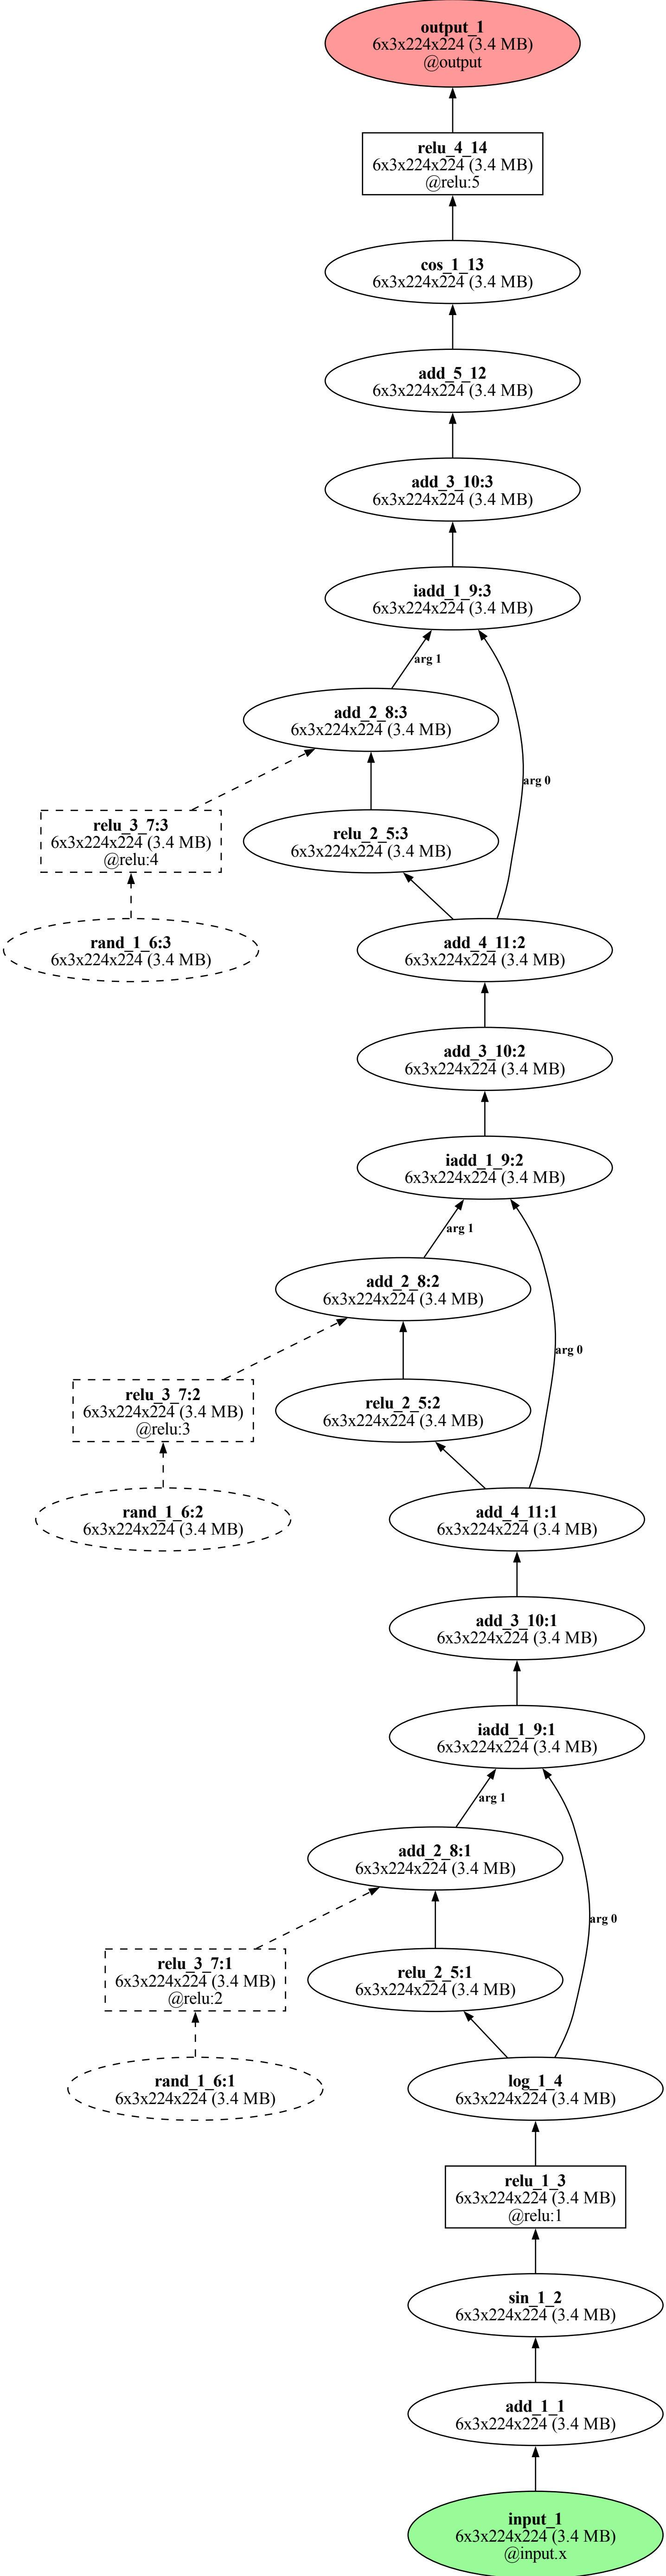 output_1
6x3x224x224 (3.4 MB)
@output
relu_4_14
6x3x224x224 (3.4 MB)
@relu:5
cos_1_13
6x3x224x224 (3.4 MB)
add_5_12
6x3x224x224 (3.4 MB)
add_3_10:3
6x3x224x224 (3.4 MB)
iadd_1_9:3
6x3x224x224 (3.4 MB)
arg 1
add_2_8:3
6x3x224x224 (3.4 MB)
arg 0
relu_3_7:3
6x3x224x224 (3.4 MB)
@relu:4
relu_2_5:3
6x3x224x224 (3.4 MB)
rand_1_6:3
6x3x224x224 (3.4 MB)
add_4_11:2
6x3x224x224 (3.4 MB)
add_3_10:2
6x3x224x224 (3.4 MB)
iadd_1_9:2
6x3x224x224 (3.4 MB)
arg 1
add_2_8:2
6x3x224x224 (3.4 MB)
arg 0
relu_3_7:2
6x3x224x224 (3.4 MB)
@relu:3
relu_2_5:2
6x3x224x224 (3.4 MB)
rand_1_6:2
6x3x224x224 (3.4 MB)
add_4_11:1
6x3x224x224 (3.4 MB)
add_3_10:1
6x3x224x224 (3.4 MB)
iadd_1_9:1
6x3x224x224 (3.4 MB)
arg 1
add_2_8:1
6x3x224x224 (3.4 MB)
arg 0
relu_3_7:1
6x3x224x224 (3.4 MB)
@relu:2
relu_2_5:1
6x3x224x224 (3.4 MB)
rand_1_6:1
6x3x224x224 (3.4 MB)
log_1_4
6x3x224x224 (3.4 MB)
relu_1_3
6x3x224x224 (3.4 MB)
@relu:1
sin_1_2
6x3x224x224 (3.4 MB)
add_1_1
6x3x224x224 (3.4 MB)
input_1
6x3x224x224 (3.4 MB)
@input.x